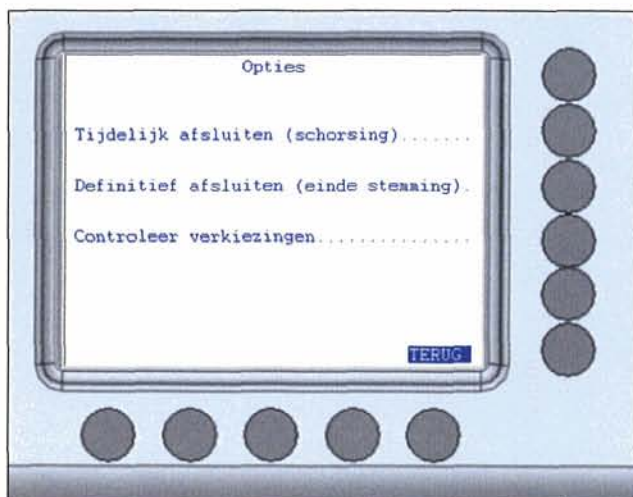 Opties
Tijdelijk afsluiten (schorsing).......
Definitief afsluiten (einde stemming).
Controleer verkiezingen...............
TERUG